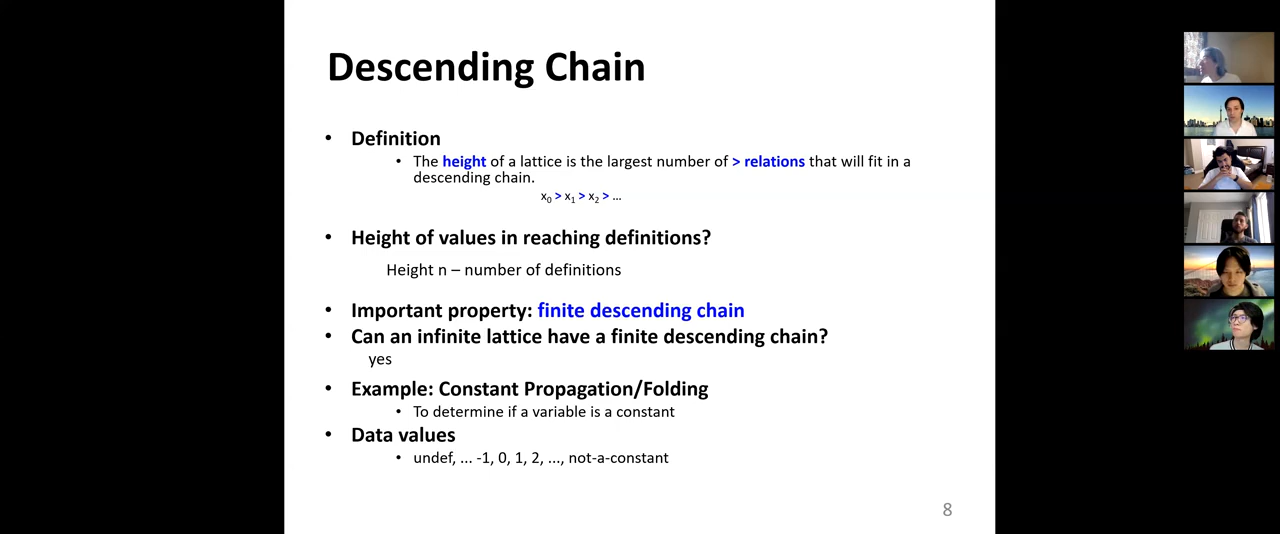 Descending Chain
• Definition
• The height of a lattice is the largest number of > relations that will fit in a
descending chain.
x₀ > x₁ > x₂ > ...
• Height of values in reaching definitions?
Height n – number of definitions
• Important property: finite descending chain
• Can an infinite lattice have a finite descending chain?
yes
• Example: Constant Propagation/Folding
• To determine if a variable is a constant
• Data values
• undef, ... -1, 0, 1, 2, ..., not-a-constant
8